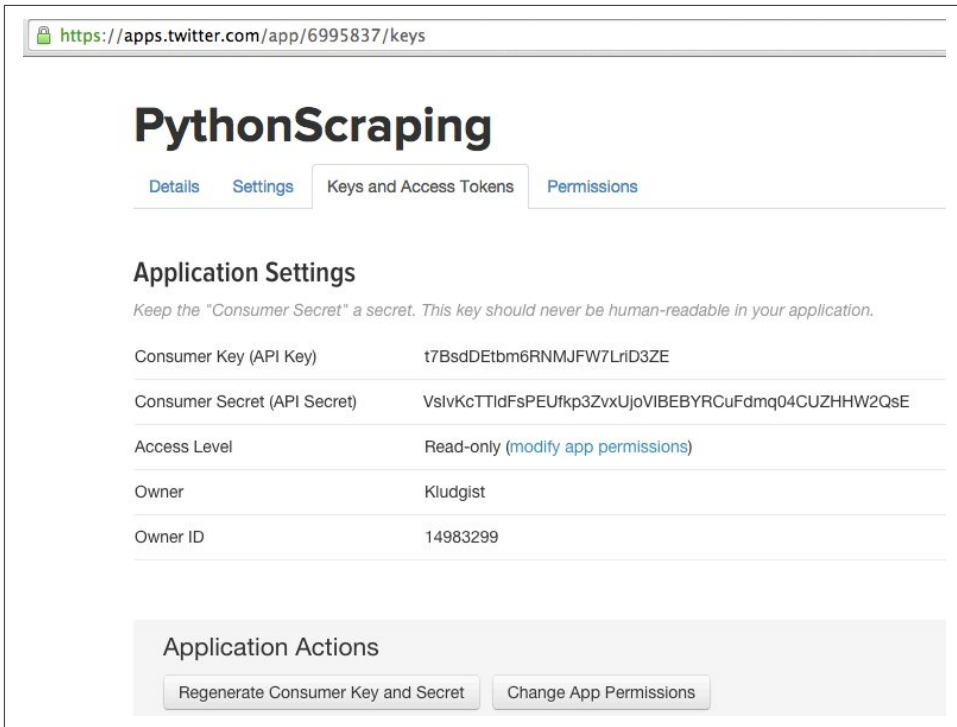 https://apps.twitter.com/app/6995837/keys
PythonScraping
Details Settings Keys and Access Tokens Permissions
Application Settings
Keep the "Consumer Secret" a secret. This key should never be human-readable in your application.
Consumer Key (API Key) t7BsdDEtbm6RNMJFW7LriD3ZE
Consumer Secret (API Secret)
Access Level Read-only (modify app permissions)
Owner Kludgist
Owner ID 14983299
Application Actions
Regenerate Consumer Key and Secret Change App Permissions